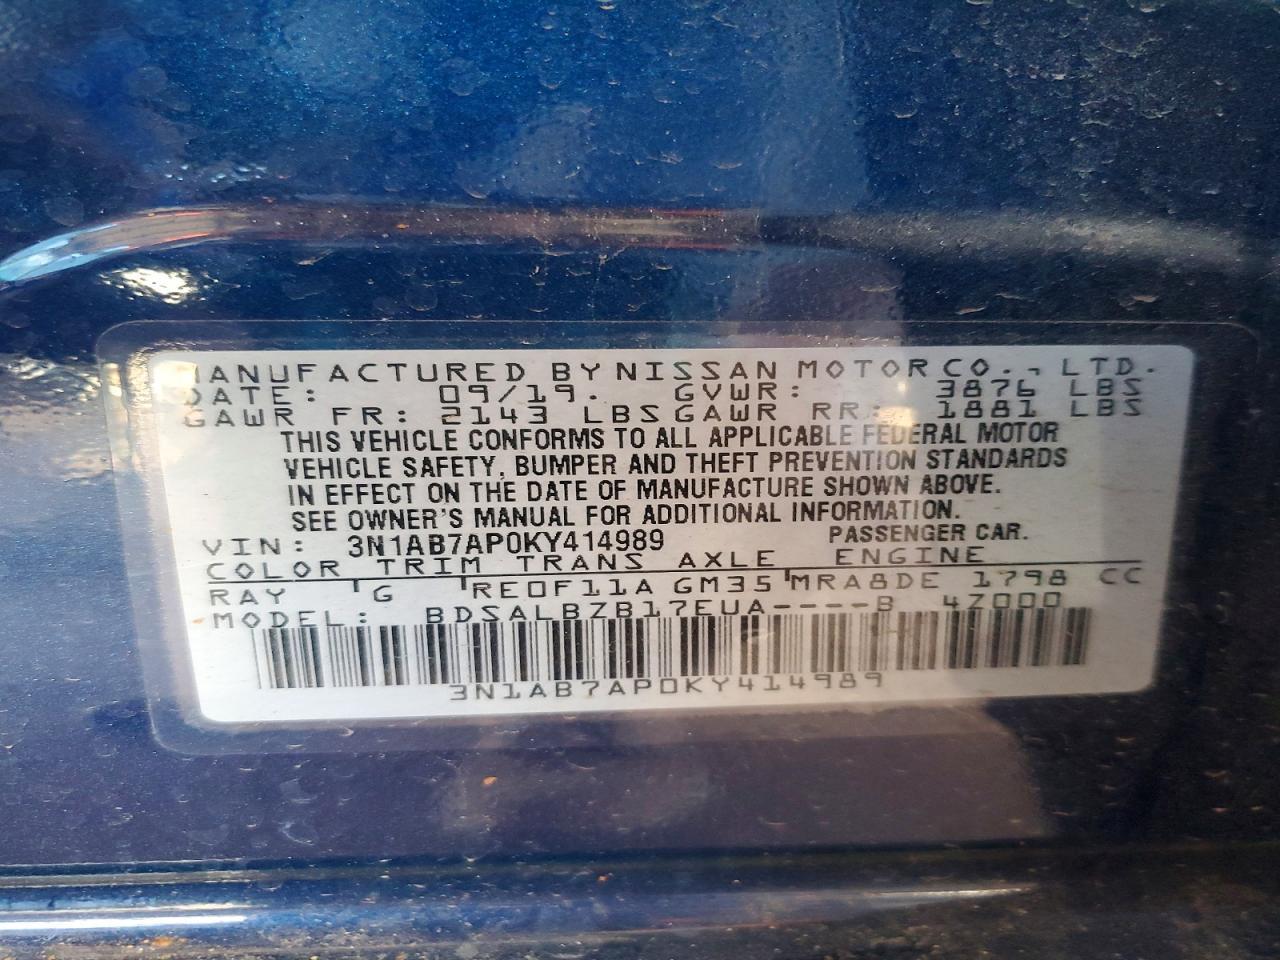 MANUFACTURED BY NISSAN MOTOR CO., LTD.
DATE: 09/19. GVWR: 3876 LBS
GAWR FR: 2143 LBS GAWR RR: 1881 LBS
THIS VEHICLE CONFORMS TO ALL APPLICABLE FEDERAL MOTOR
VEHICLE SAFETY, BUMPER AND THEFT PREVENTION STANDARDS
IN EFFECT ON THE DATE OF MANUFACTURE SHOWN ABOVE.
SEE OWNER'S MANUAL FOR ADDITIONAL INFORMATION.
VIN: 3N1AB7AP0KY414989 PASSENGER CAR.
COLOR TRIM TRANS AXLE ENGINE
RAY G RE0F11A GM35 MRA8DE 1798 CC
MODEL: BDSALBZB17EUA----B 4Z000
3N1AB7AP0KY414989